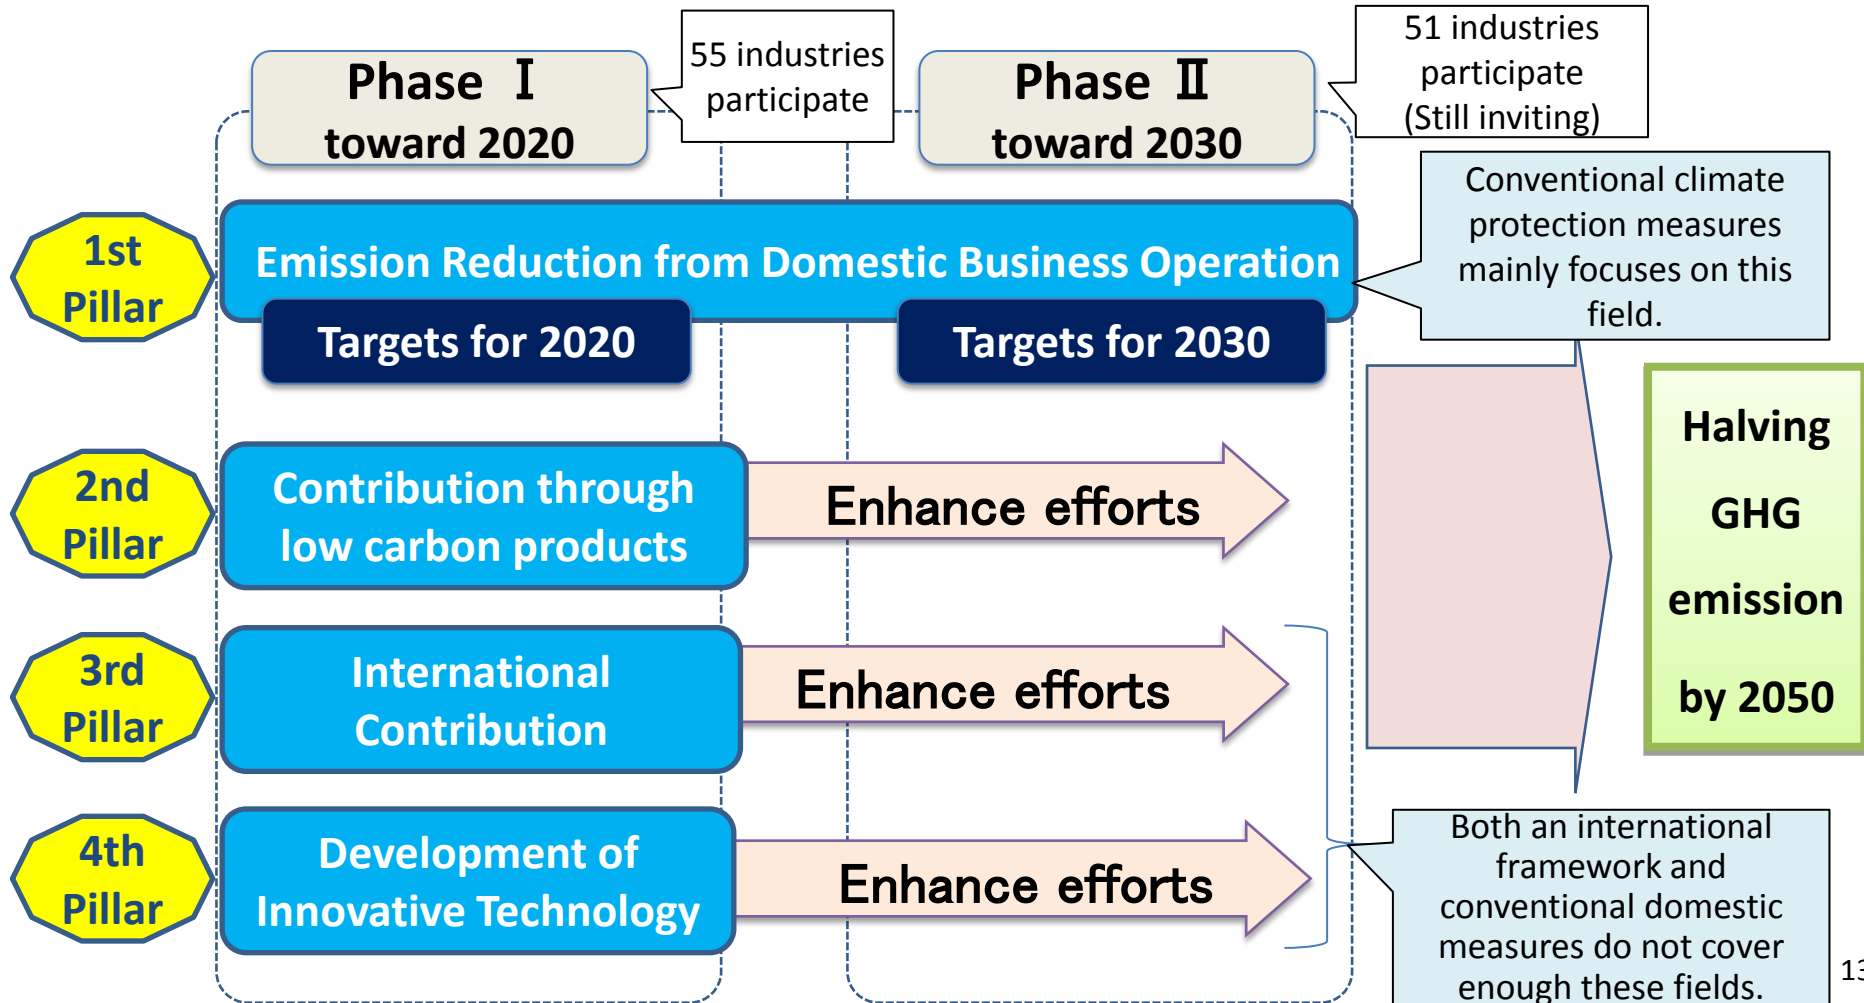 Phase Ⅰ
toward 2020
55 industries
participate
Phase Ⅱ
toward 2030
51 industries
participate
(Still inviting)
1st
Pillar
Emission Reduction from Domestic Business Operation
Targets for 2020
Targets for 2030
Conventional climate
protection measures
mainly focuses on this
field.
2nd
Pillar
Contribution through
low carbon products
Enhance efforts
3rd
Pillar
International
Contribution
Enhance efforts
4th
Pillar
Development of
Innovative Technology
Enhance efforts
Halving
GHG
emission
by 2050
Both an international
framework and
conventional domestic
measures do not cover
enough these fields.
13